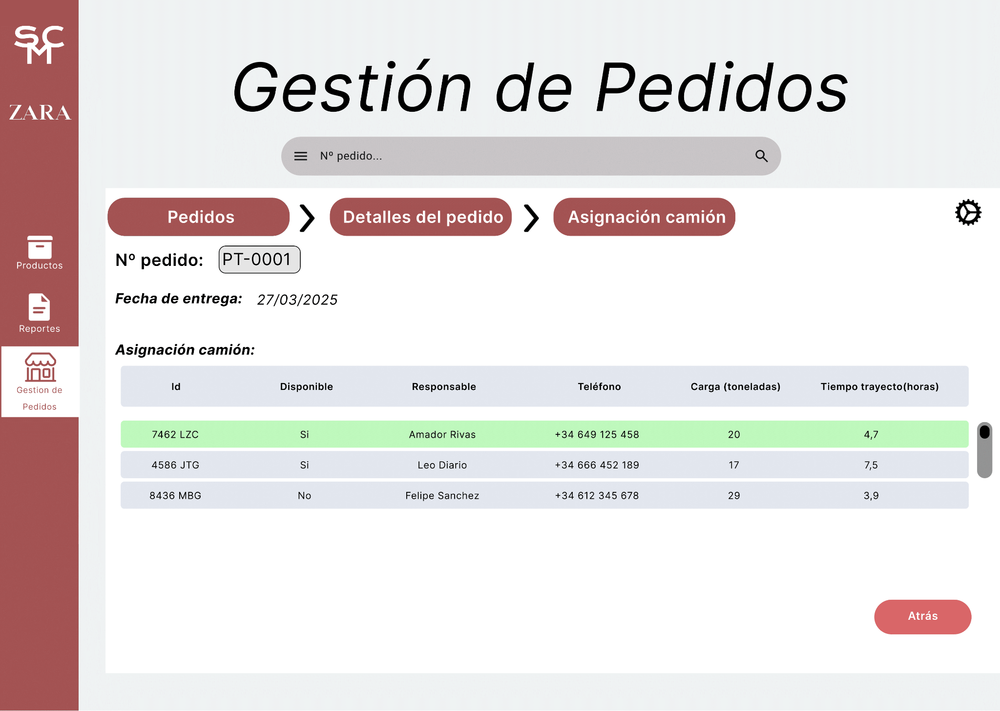 SCM
ZARA
Productos
Reportes
Gestion de
Pedidos
Gestión de Pedidos
Nº pedido...
Pedidos
Detalles del pedido
Asignación camión
Nº pedido: PT-0001
Fecha de entrega: 27/03/2025
Asignación camión:
Id Disponible Responsable Teléfono Carga (toneladas) Tiempo trayecto(horas)
7462 LZC Si Amador Rivas +34 649 125 458 20 4,7
4586 JTG Si Leo Diario +34 666 452 189 17 7,5
8436 MBG No Felipe Sanchez +34 612 345 678 29 3,9
Atrás